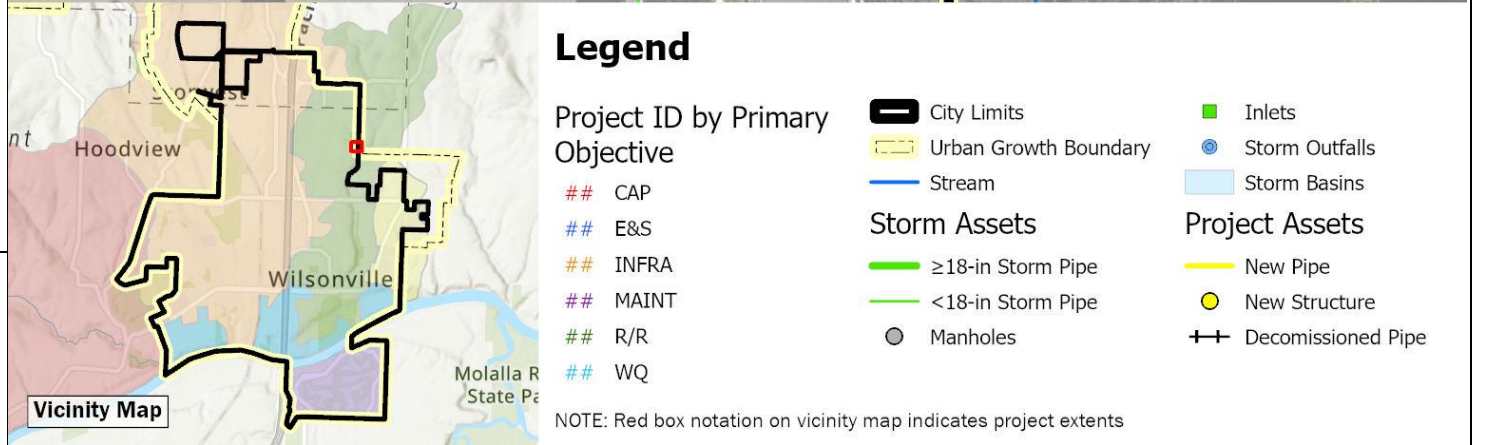 Hoodview
Wilsonville
Molalla R
State Pa
Vicinity Map
Legend
Project ID by Primary
Objective
## CAP
## E&S
## INFRA
## MAINT
## R/R
## WQ
City Limits
Urban Growth Boundary
Stream
Storm Assets
≥18-in Storm Pipe
<18-in Storm Pipe
Manholes
Inlets
Storm Outfalls
Storm Basins
Project Assets
New Pipe
New Structure
Decomissioned Pipe
NOTE: Red box notation on vicinity map indicates project extents